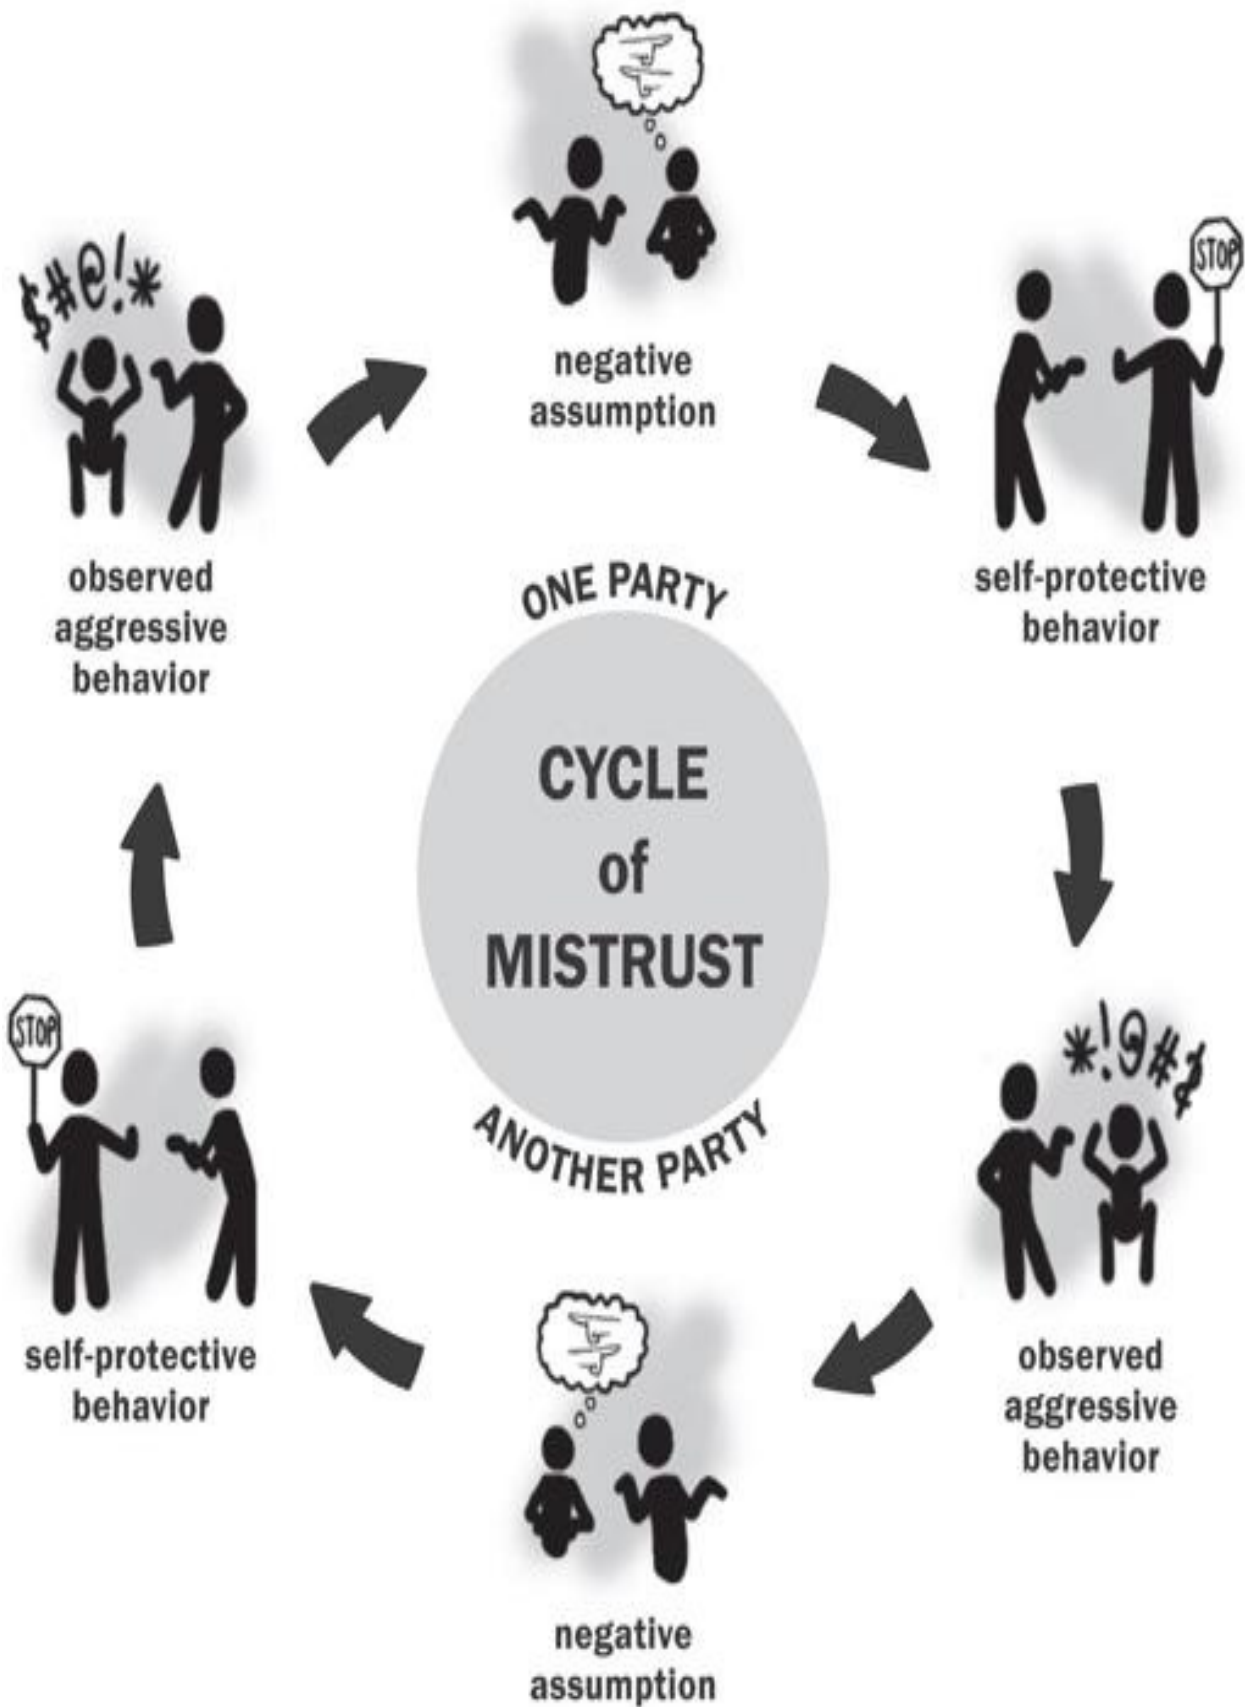 negative
assumption
$#@!*
STOP
observed
aggressive
behavior
self-protective
behavior
ONE PARTY
CYCLE
of
MISTRUST
ANOTHER PARTY
STOP
*!@#$
self-protective
behavior
observed
aggressive
behavior
negative
assumption